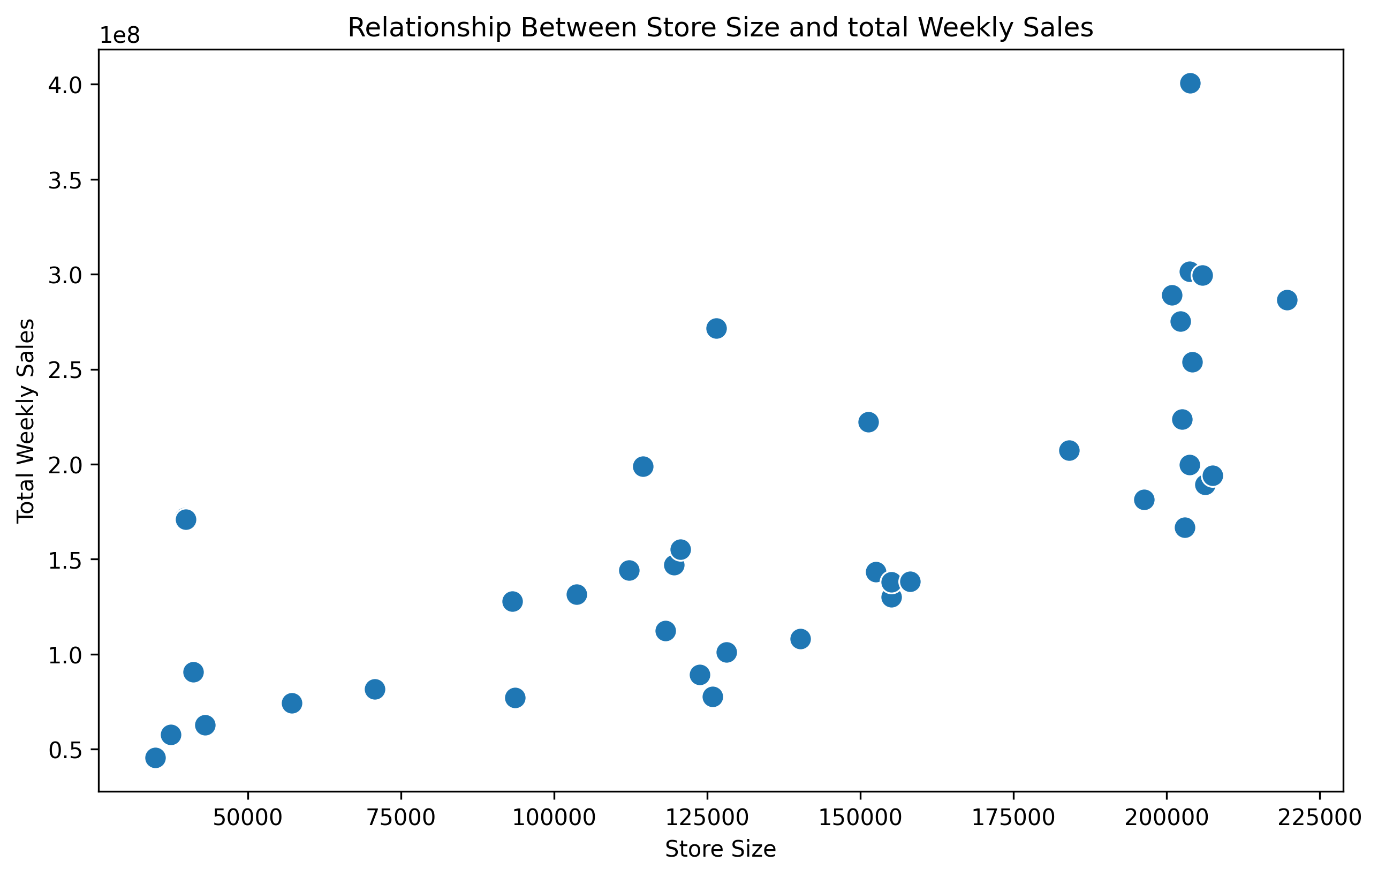 Relationship Between Store Size and total Weekly Sales
1e8
4.0
3.5
3.0
2.5
2.0
1.5
1.0
0.5
Total Weekly Sales
50000 75000 100000 125000 150000 175000 200000 225000
Store Size